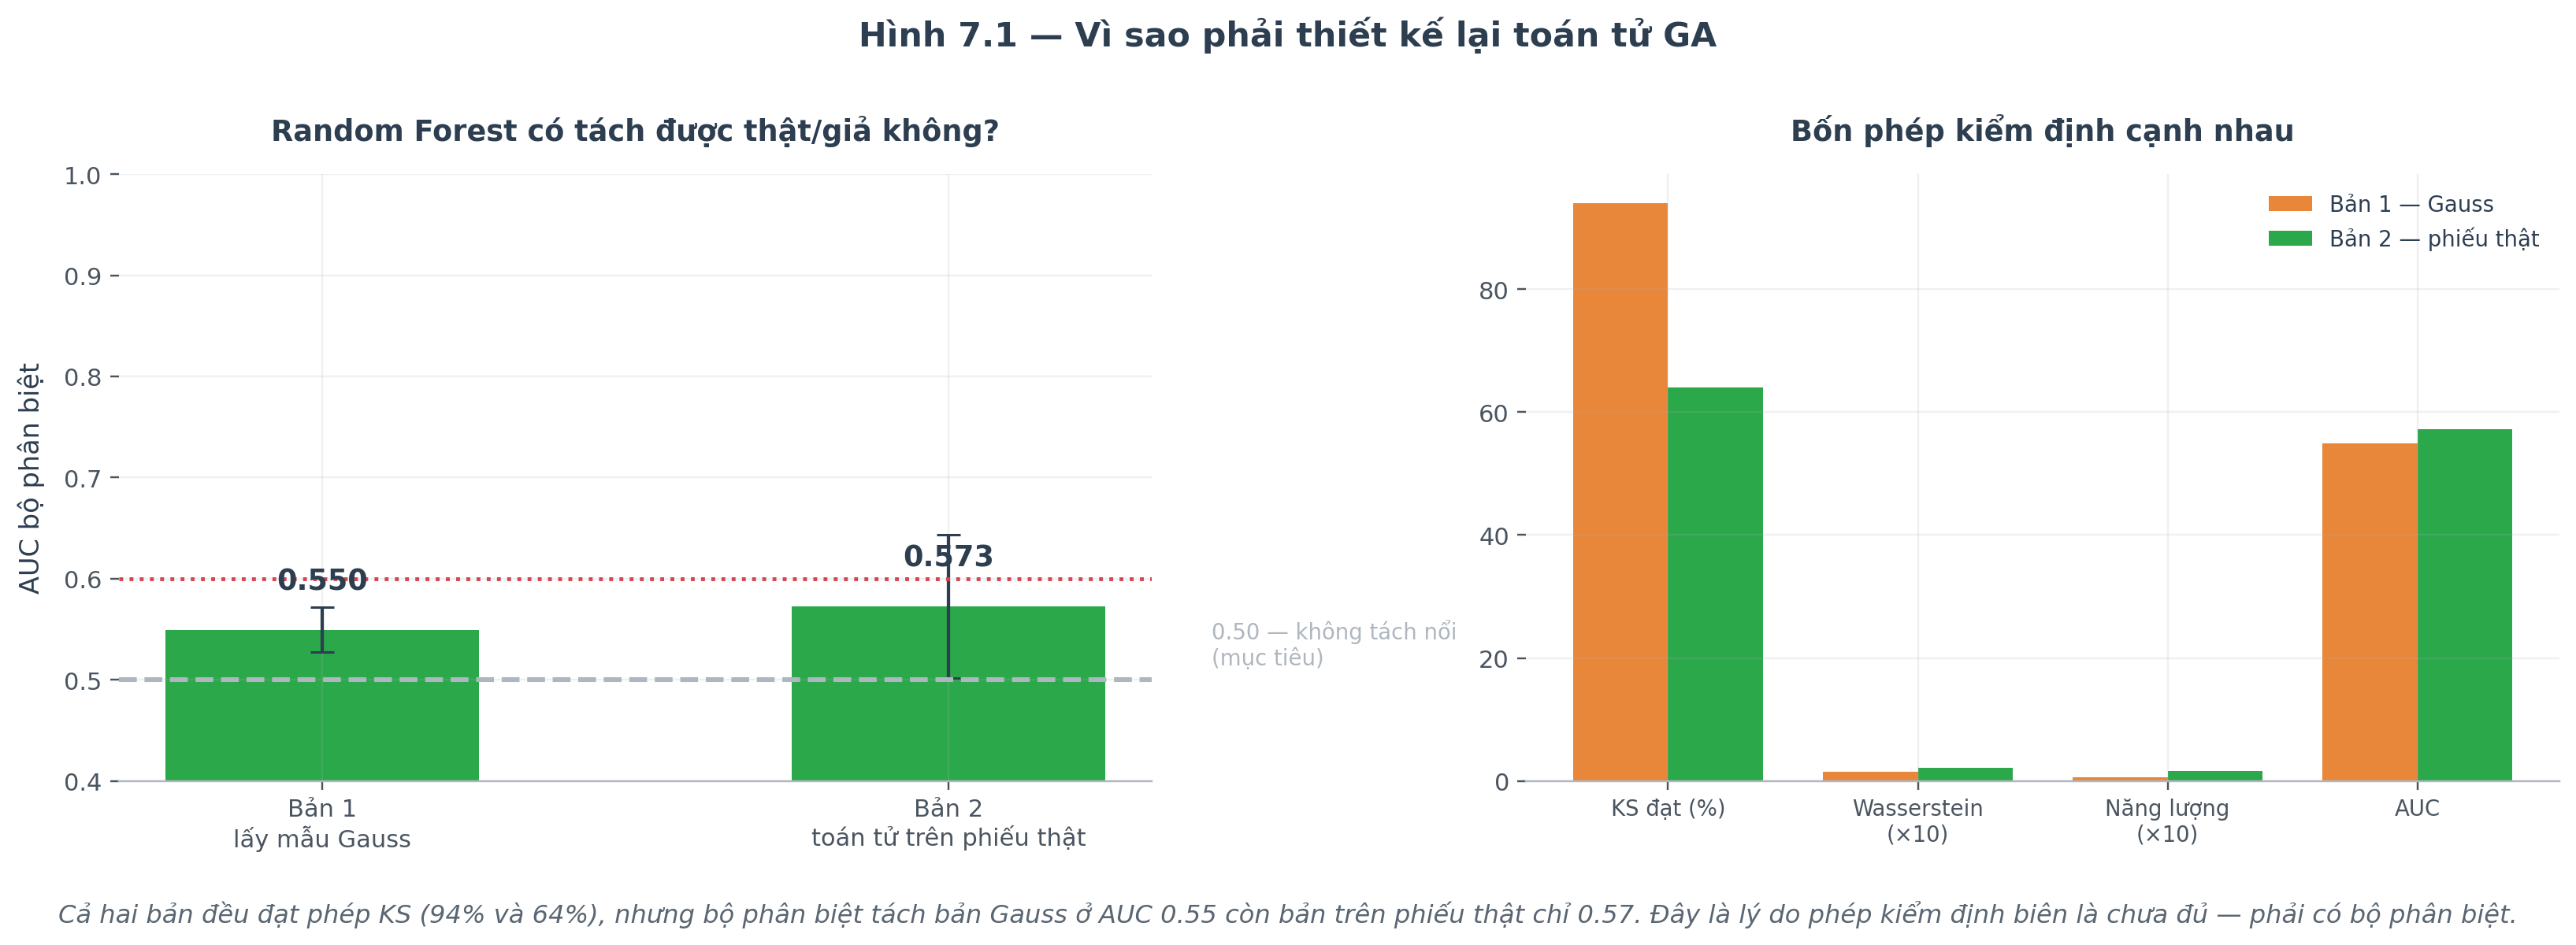 Hình 7.1 — Vì sao phải thiết kế lại toán tử GA
Random Forest có tách được thật/giả không?
AUC bộ phân biệt
1.0
0.9
0.8
0.7
0.6
0.5
0.4
0.550
0.573
Bản 1
lấy mẫu Gauss
Bản 2
toán tử trên phiếu thật
0.50 — không tách nổi
(mục tiêu)
Bốn phép kiểm định cạnh nhau
Bản 1 — Gauss
Bản 2 — phiếu thật
80
60
40
20
0
KS đạt (%)
Wasserstein
(×10)
Năng lượng
(×10)
AUC
Cả hai bản đều đạt phép KS (94% và 64%), nhưng bộ phân biệt tách bản Gauss ở AUC 0.55 còn bản trên phiếu thật chỉ 0.57. Đây là lý do phép kiểm định biên là chưa đủ — phải có bộ phân biệt.